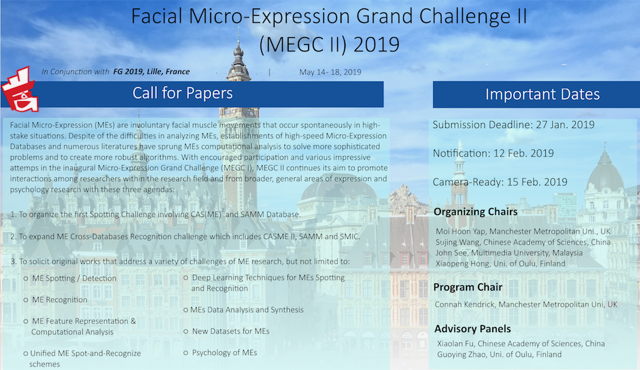 Facial Micro-Expression Grand Challenge II
(MEGC II) 2019
In Conjunction with FG 2019, Lille, France | May 14- 18, 2019
Call for Papers
Facial Micro-Expression (MEs) are involuntary facial muscle movements that occur spontaneously in high-
stake situations. Despite of the difficulties in analyzing MEs, establishments of high-speed Micro-Expression
Databases and numerous literatures have sprung MEs computational analysis to solve more sophisticated
problems and to create more robust algorithms. With encouraged participation and various impressive
attemps in the inaugural Micro-Expression Grand Challenge (MEGC I), MEGC II continues its aim to promote
interactions among researchers within the research field and from broader, general areas of expression and
psychology research with these three agendas:
1. To organize the first Spotting Challenge involving CAS(ME)² and SAMM Database.
2. To expand ME Cross-Databases Recognition challenge which includes CASME II, SAMM and SMIC.
3. To solicit original works that address a variety of challenges of ME research, but not limited to:
○ ME Spotting / Detection
○ ME Recognition
○ ME Feature Representation &
Computational Analysis
○ Unified ME Spot-and-Recognize
schemes
○ Deep Learning Techniques for MEs Spotting
and Recognition
○ MEs Data Analysis and Synthesis
○ New Datasets for MEs
○ Psychology of MEs
Important Dates
Submission Deadline: 27 Jan. 2019
Notification: 12 Feb. 2019
Camera-Ready: 15 Feb. 2019
Organizing Chairs
Moi Hoon Yap, Manchester Metropolitan Uni., UK
Sujing Wang, Chinese Academy of Sciences, China
John See, Multimedia University, Malaysia
Xiaopeng Hong, Uni. of Oulu, Finland
Program Chair
Connah Kendrick, Manchester Metropolitan Uni, UK
Advisory Panels
Xiaolan Fu, Chinese Academy of Sciences, China
Guoying Zhao, Uni. of Oulu, Finland